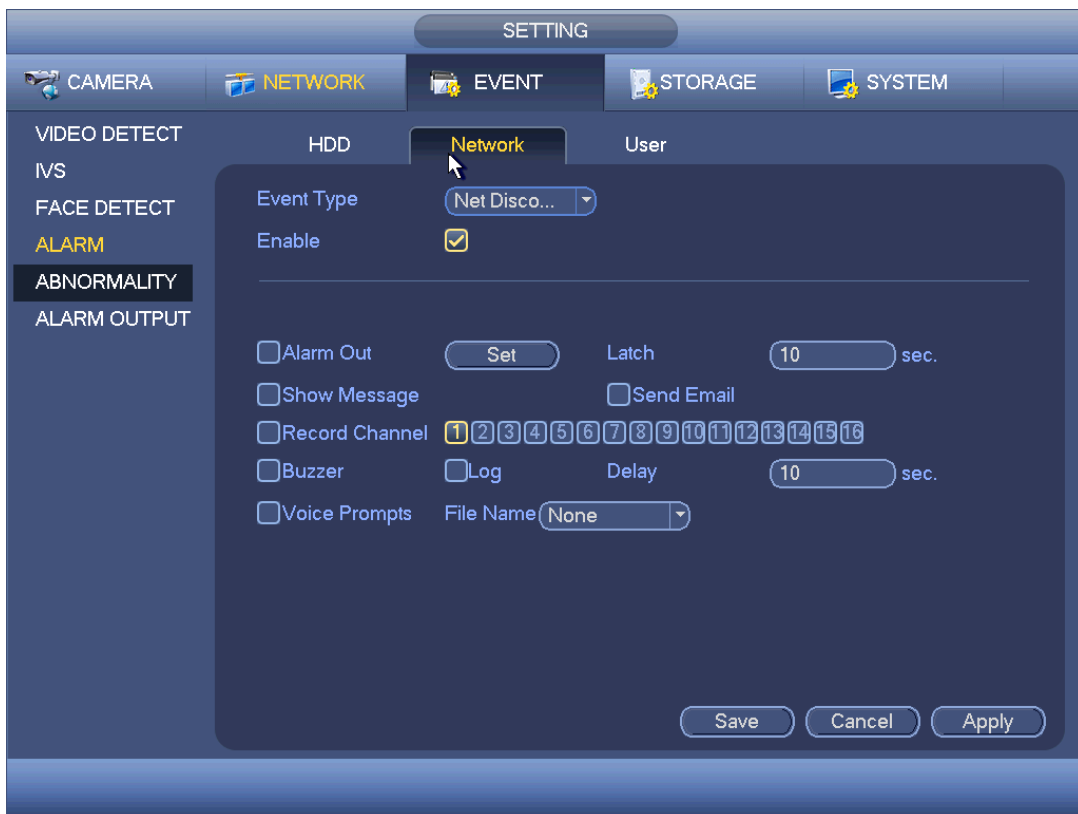 SETTING
CAMERA NETWORK EVENT STORAGE SYSTEM
VIDEO DETECT
IVS
FACE DETECT
ALARM
ABNORMALITY
ALARM OUTPUT
HDD Network User
Event Type Net Disco...
Enable
Alarm Out Set Latch 10 sec.
Show Message Send Email
Record Channel 1 2 3 4 5 6 7 8 9 10 11 12 13 14 15 16
Buzzer Log Delay 10 sec.
Voice Prompts File Name None
Save Cancel Apply